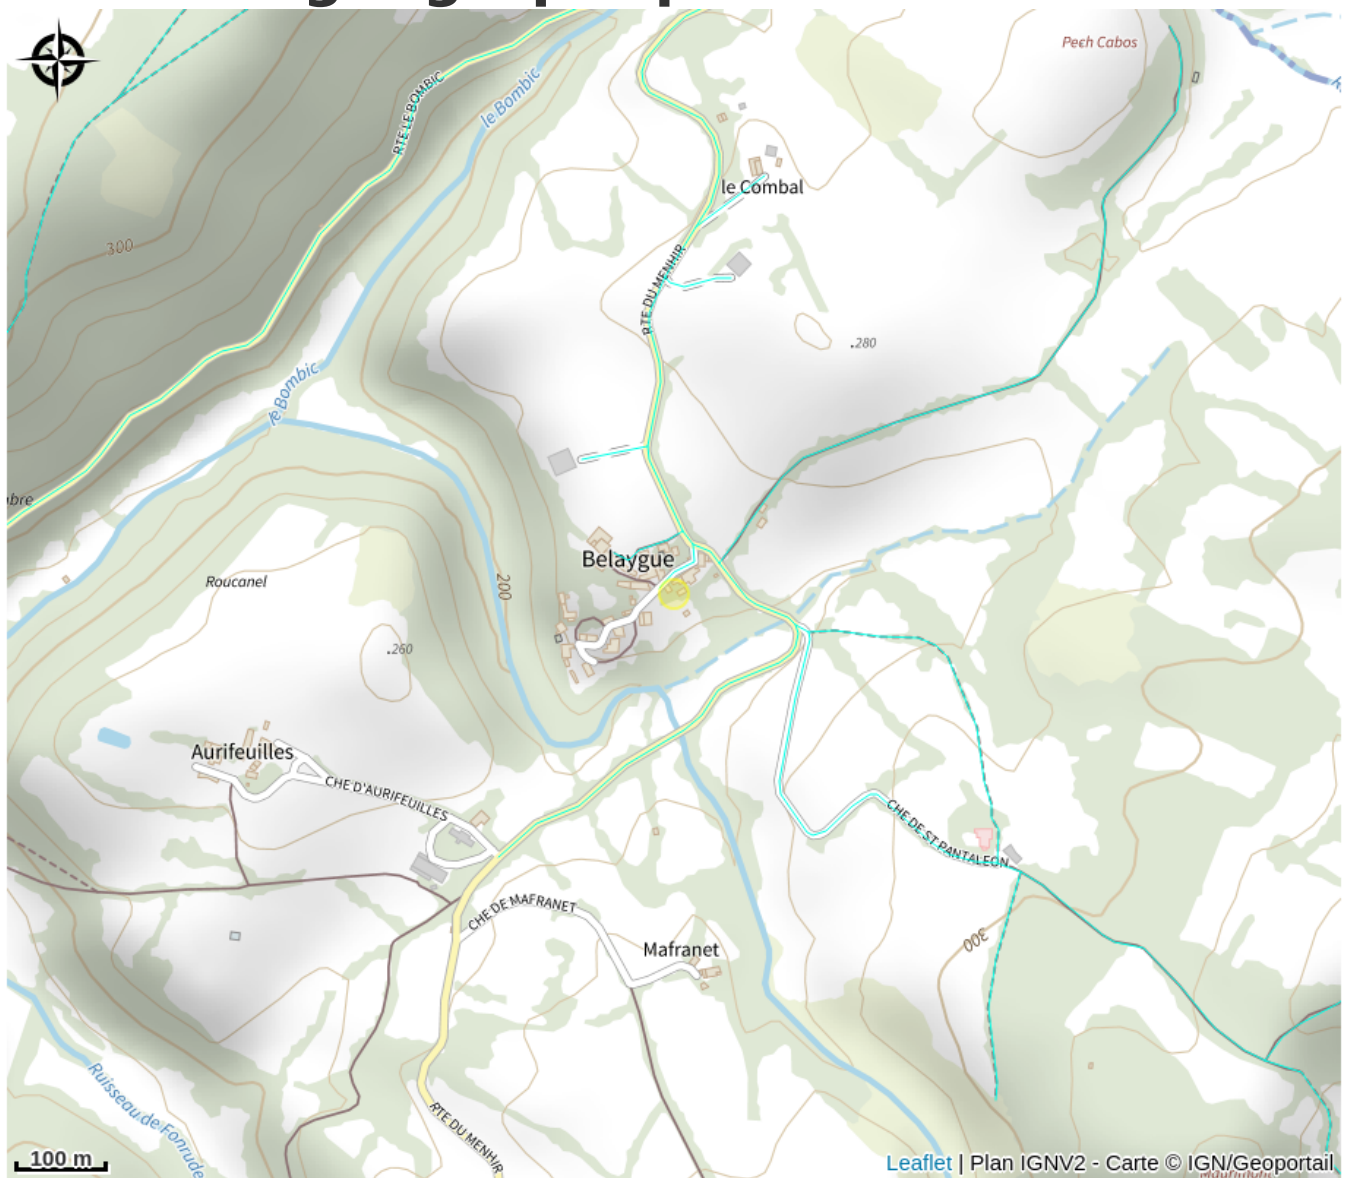 Pech Cabos
RTE LE BOMBIC
le Bombic
le Combal
300
RTE DU MENHIR
.280
le Bombic
Belaygue
Roucanel
200
.260
Aurifeuilles
CHE D'AURIFEUILLES
CHE DE ST PANTALEON
CHE DE MAFRANET
300
Mafranet
Ruisseau de Fonrude
RTE DU MENHIR
100 m
Leaflet | Plan IGNV2 - Carte © IGN/Geoportail